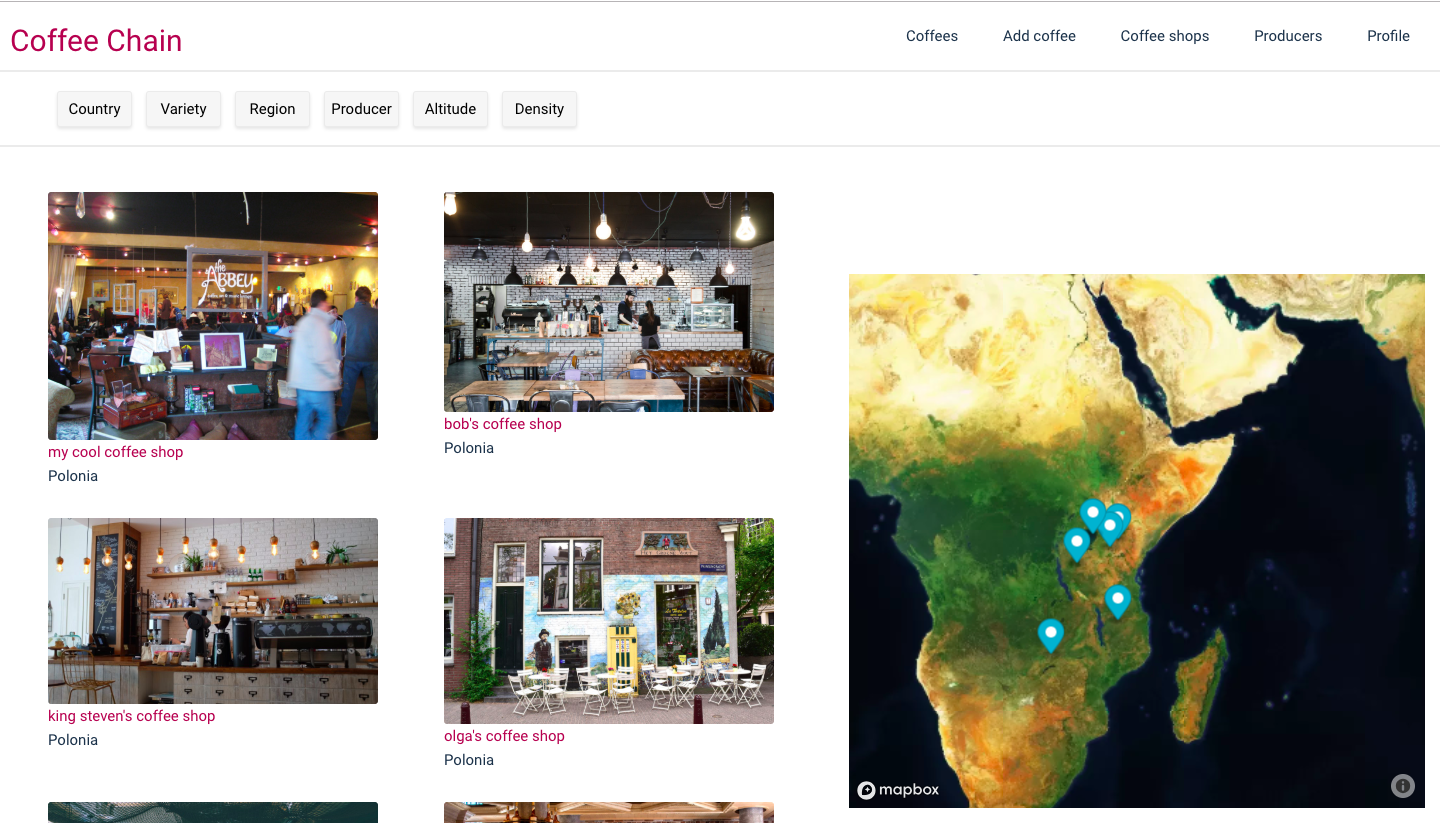 Coffee Chain
Coffees
Add coffee
Coffee shops
Producers
Profile
Country
Variety
Region
Producer
Altitude
Density
the
ABBEY
my cool coffee shop
Polonia
bob's coffee shop
Polonia
king steven's coffee shop
Polonia
olga's coffee shop
Polonia
mapbox